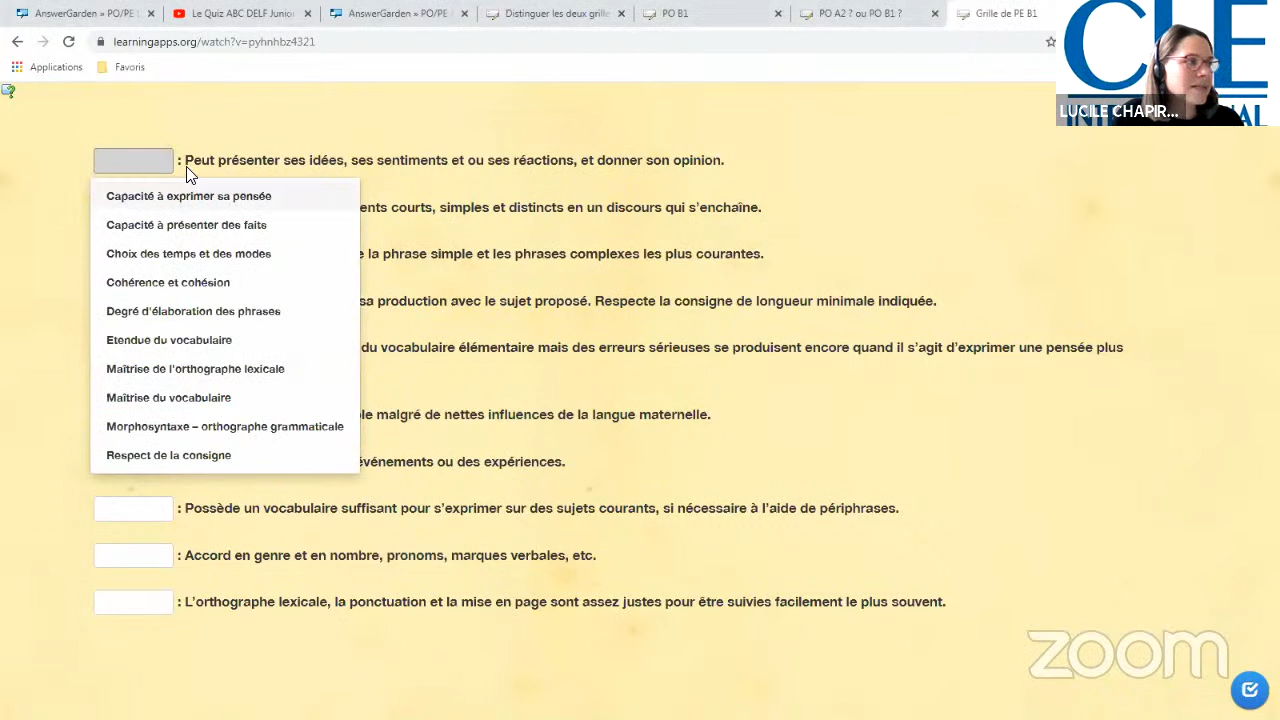 AnswerGarden » PO/PE
Le Quiz ABC DELF Junior
AnswerGarden » PO/PE I
Distinguer les deux grille
PO B1
PO A2 ? ou PO B1 ?
Grille de PE B1
learningapps.org/watch?v=pyhnhbz4321
Applications
Favoris
CLE
LUCILE CHAPIR...
: Peut présenter ses idées, ses sentiments et ou ses réactions, et donner son opinion.
Capacité à exprimer sa pensée
ents courts, simples et distincts en un discours qui s'enchaîne.
Capacité à présenter des faits
Choix des temps et des modes
e la phrase simple et les phrases complexes les plus courantes.
Cohérence et cohésion
sa production avec le sujet proposé. Respecte la consigne de longueur minimale indiquée.
Degré d'élaboration des phrases
Etendue du vocabulaire
du vocabulaire élémentaire mais des erreurs sérieuses se produisent encore quand il s'agit d'exprimer une pensée plus
Maîtrise de l'orthographe lexicale
Maîtrise du vocabulaire
le malgré de nettes influences de la langue maternelle.
Morphosyntaxe – orthographe grammaticale
Respect de la consigne
événements ou des expériences.
: Possède un vocabulaire suffisant pour s'exprimer sur des sujets courants, si nécessaire à l'aide de périphrases.
: Accord en genre et en nombre, pronoms, marques verbales, etc.
: L'orthographe lexicale, la ponctuation et la mise en page sont assez justes pour être suivies facilement le plus souvent.
zoom